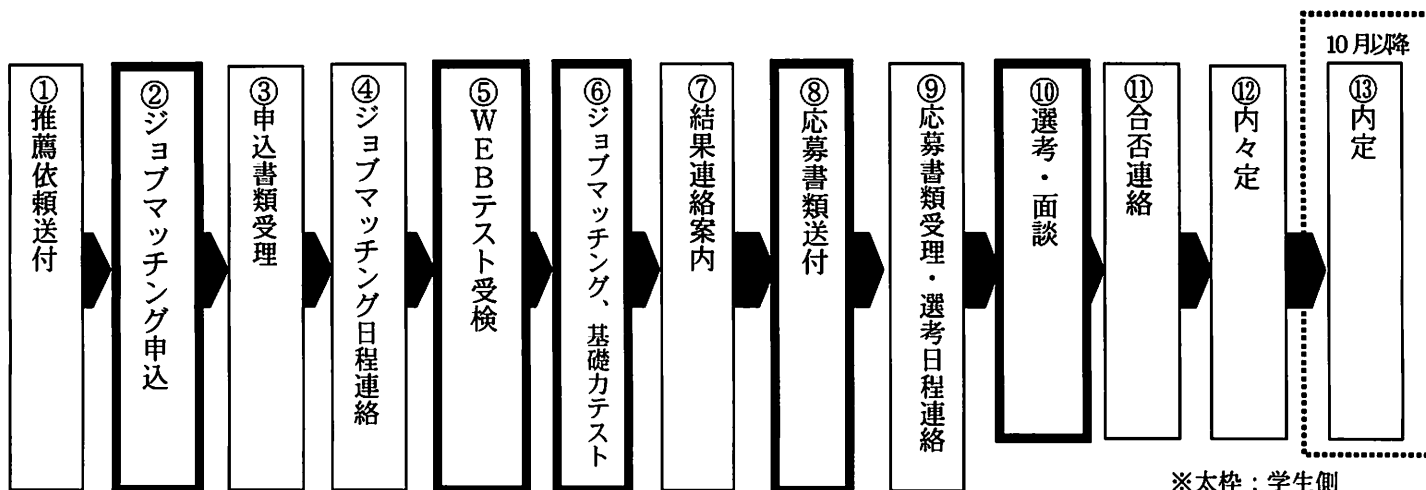 ①推薦依頼送付
②ジョブマッチング申込
③申込書類受理
④ジョブマッチング日程連絡
⑤WEBテスト受検
⑥ジョブマッチング、基礎力テスト
⑦結果連絡案内
⑧応募書類送付
⑨応募書類受理・選考日程連絡
⑩選考・面談
⑪合否連絡
⑫内々定
10月以降
⑬内定
※太枠：学生側